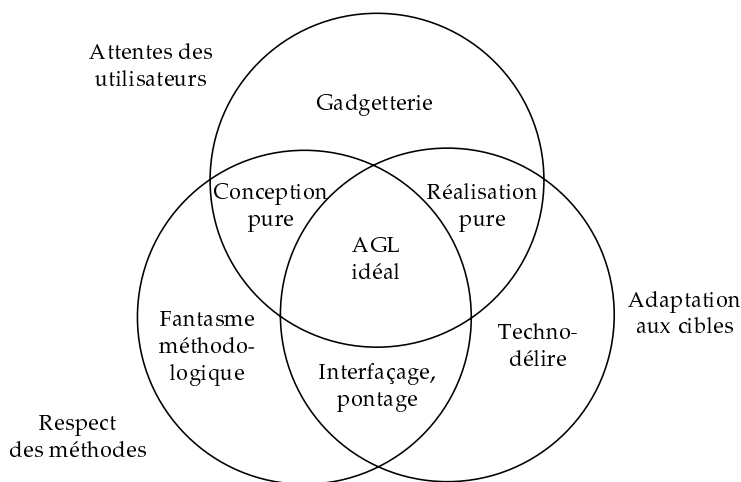 Attentes des
utilisateurs
Gadgetterie
Conception
pure
Réalisation
pure
AGL
idéal
Adaptation
aux cibles
Fantasme
méthodo-
logique
Techno-
délire
Interfaçage,
pontage
Respect
des méthodes